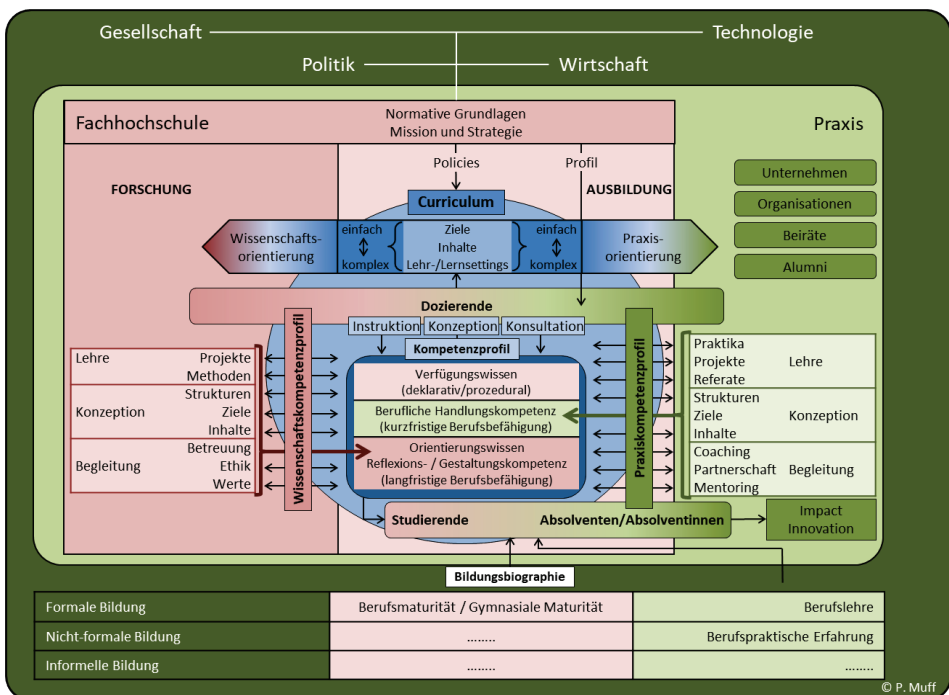 Gesellschaft
Technologie
Politik
Wirtschaft
Fachhochschule
Normative Grundlagen
Mission und Strategie
Praxis
Policies
Profil
FORSCHUNG
AUSBILDUNG
Unternehmen
Organisationen
Beiräte
Alumni
Curriculum
Wissenschafts-
orientierung
einfach
komplex
Ziele
Inhalte
Lehr-/Lernsettings
einfach
komplex
Praxis-
orientierung
Dozierende
Instruktion
Konzeption
Konsultation
Kompetenzprofil
Wissenschaftskompetenzprofil
Praxiskompetenzprofil
Lehre
Projekte
Methoden
Konzeption
Strukturen
Ziele
Inhalte
Begleitung
Betreuung
Ethik
Werte
Verfügungswissen
(deklarativ/prozedural)
Berufliche Handlungskompetenz
(kurzfristige Berufsbefähigung)
Orientierungswissen
Reflexions- / Gestaltungskompetenz
(langfristige Berufsbefähigung)
Praktika
Projekte
Referate
Lehre
Strukturen
Ziele
Inhalte
Konzeption
Coaching
Partnerschaft
Mentoring
Begleitung
Studierende
Absolventen/Absolventinnen
Impact
Innovation
Bildungsbiographie
Formale Bildung
Berufsmaturität / Gymnasiale Maturität
Berufslehre
Nicht-formale Bildung
........
Berufspraktische Erfahrung
Informelle Bildung
........
........
© P. Muff